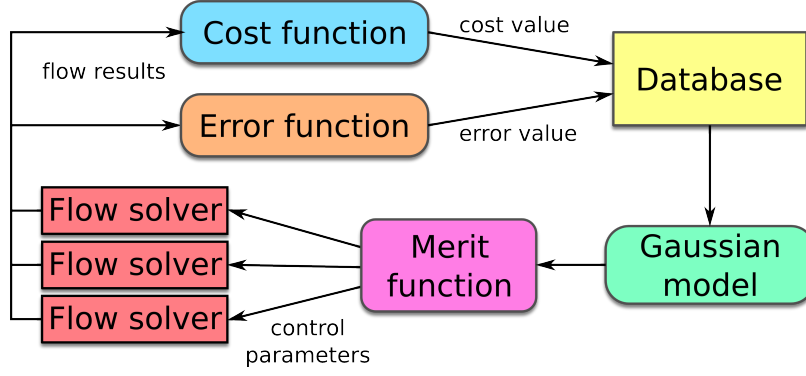 Cost function
cost value
flow results
Database
Error function
error value
Flow solver
Flow solver
Flow solver
Merit
function
Gaussian
model
control
parameters